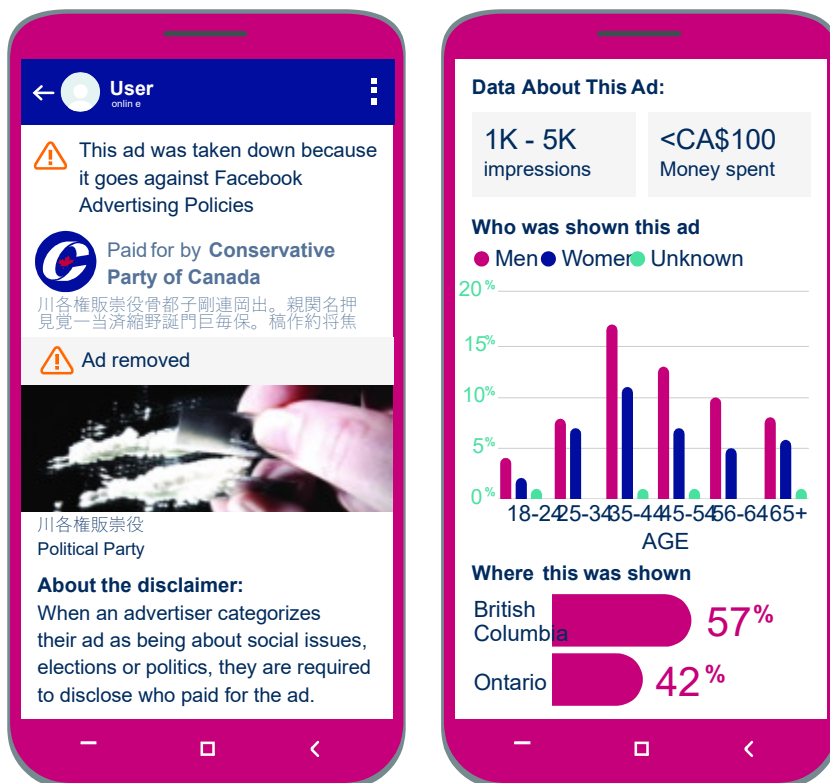 User
onlin e
This ad was taken down because
it goes against Facebook
Advertising Policies
Paid for by Conservative
Party of Canada
川各権販崇役骨都子剛連岡出。親関名押
見覚一当済縮野誕門巨毎保。稿作約将焦
Ad removed
川各権販崇役
Political Party
About the disclaimer:
When an advertiser categorizes
their ad as being about social issues,
elections or politics, they are required
to disclose who paid for the ad.
Data About This Ad:
1K - 5K
impressions
<CA$100
Money spent
Who was shown this ad
Men Women Unknown
20%
15%
10%
5%
0%
18-24 25-34 35-44 45-54 56-64 65+
AGE
Where this was shown
British
Columbia
57%
Ontario
42%